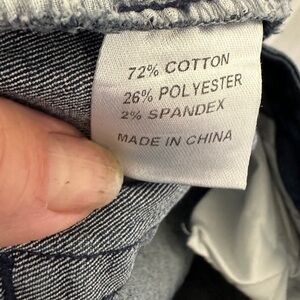 72% COTTON
26% POLYESTER
2% SPANDEX
MADE IN CHINA